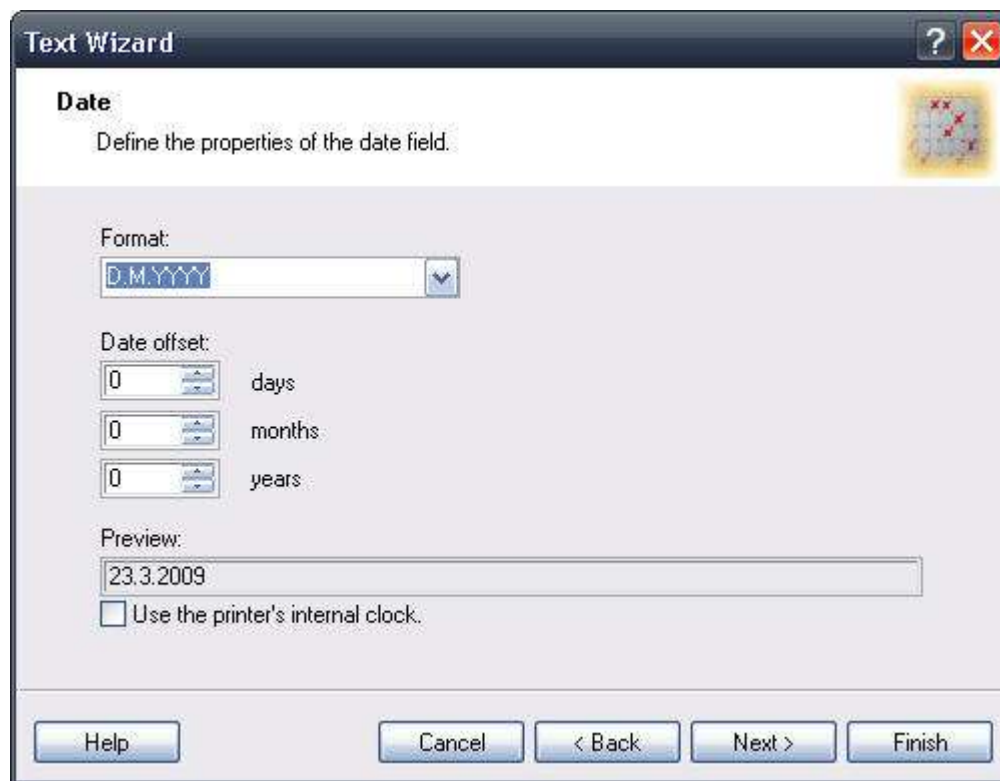 Text Wizard
?
Date
Define the properties of the date field.
Format:
D.M.YYYY
Date offset:
0 days
0 months
0 years
Preview:
23.3.2009
Use the printer's internal clock.
Help Cancel < Back Next > Finish